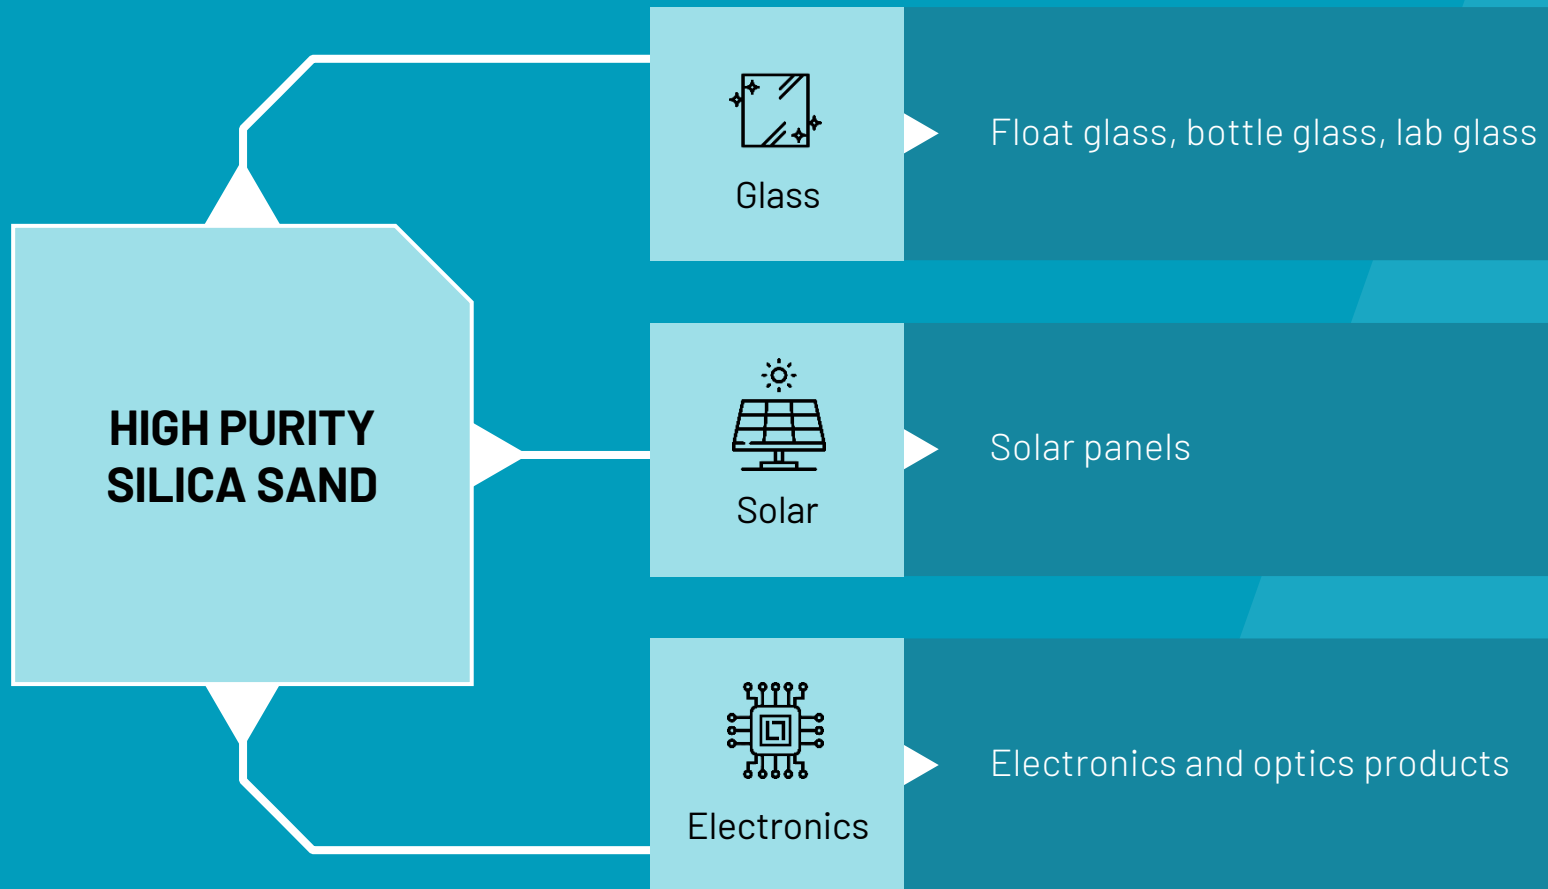 HIGH PURITY
SILICA SAND
Glass
Float glass, bottle glass, lab glass
Solar
Solar panels
Electronics
Electronics and optics products